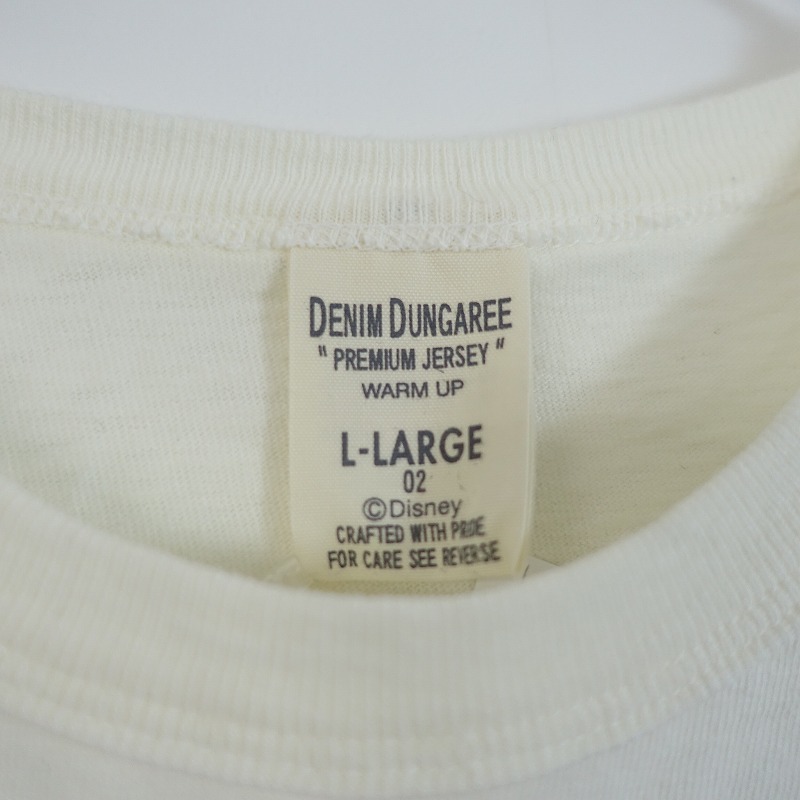 DENIM DUNGAREE
" PREMIUM JERSEY "
WARM UP
L-LARGE
02
©Disney
CRAFTED WITH PRIDE
FOR CARE SEE REVERSE